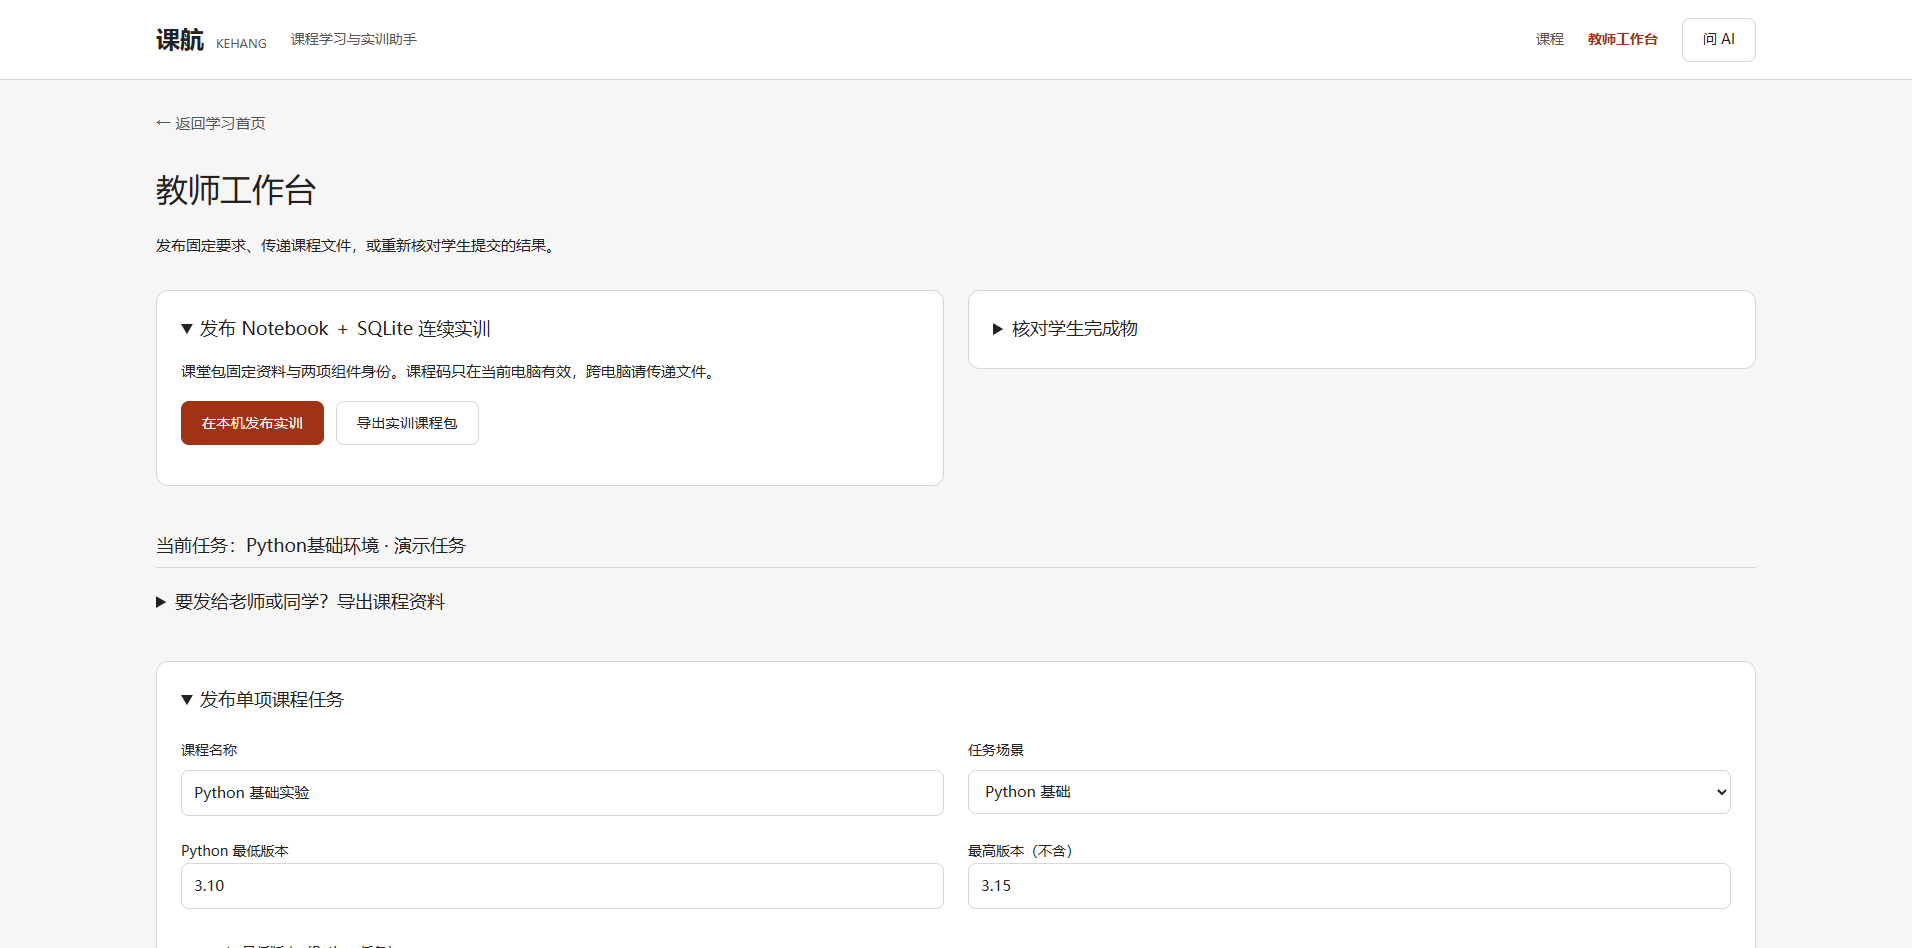 课航 KEHANG 课程学习与实训助手 课程 教师工作台 问 AI
← 返回学习首页
教师工作台
发布固定要求、传递课程文件，或重新核对学生提交的结果。
▼ 发布 Notebook + SQLite 连续实训
▶ 核对学生完成物
课堂包固定资料与两项组件身份。课程码只在当前电脑有效，跨电脑请传递文件。
在本机发布实训 导出实训课程包
当前任务：Python基础环境 · 演示任务
▶ 要发给老师或同学？导出课程资料
▼ 发布单项课程任务
课程名称 任务场景
Python 基础实验 Python 基础
Python 最低版本 最高版本（不含）
3.10 3.15